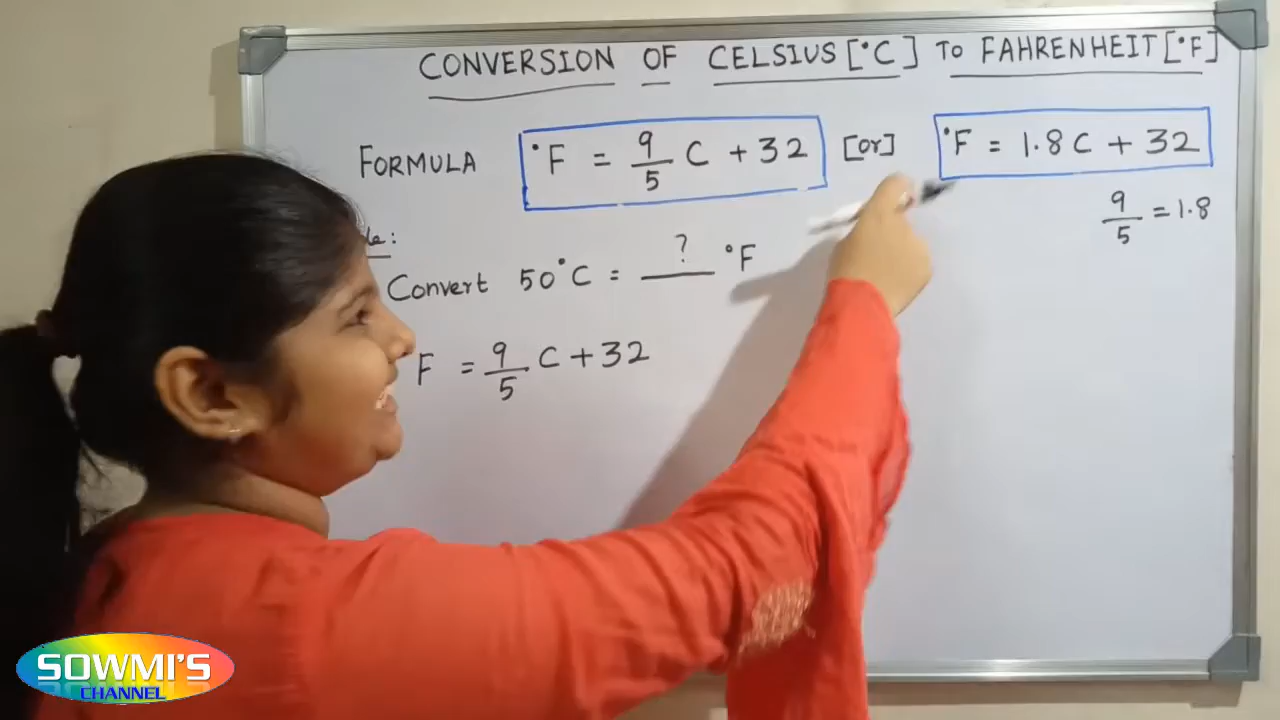 CONVERSION OF CELSIUS [°C] TO FAHRENHEIT [°F]
FORMULA °F = 9/5 C + 32 [or] °F = 1.8 C + 32
9/5 = 1.8
Convert 50°C = ? °F
F = 9/5 C + 32
SOWMI'S
CHANNEL